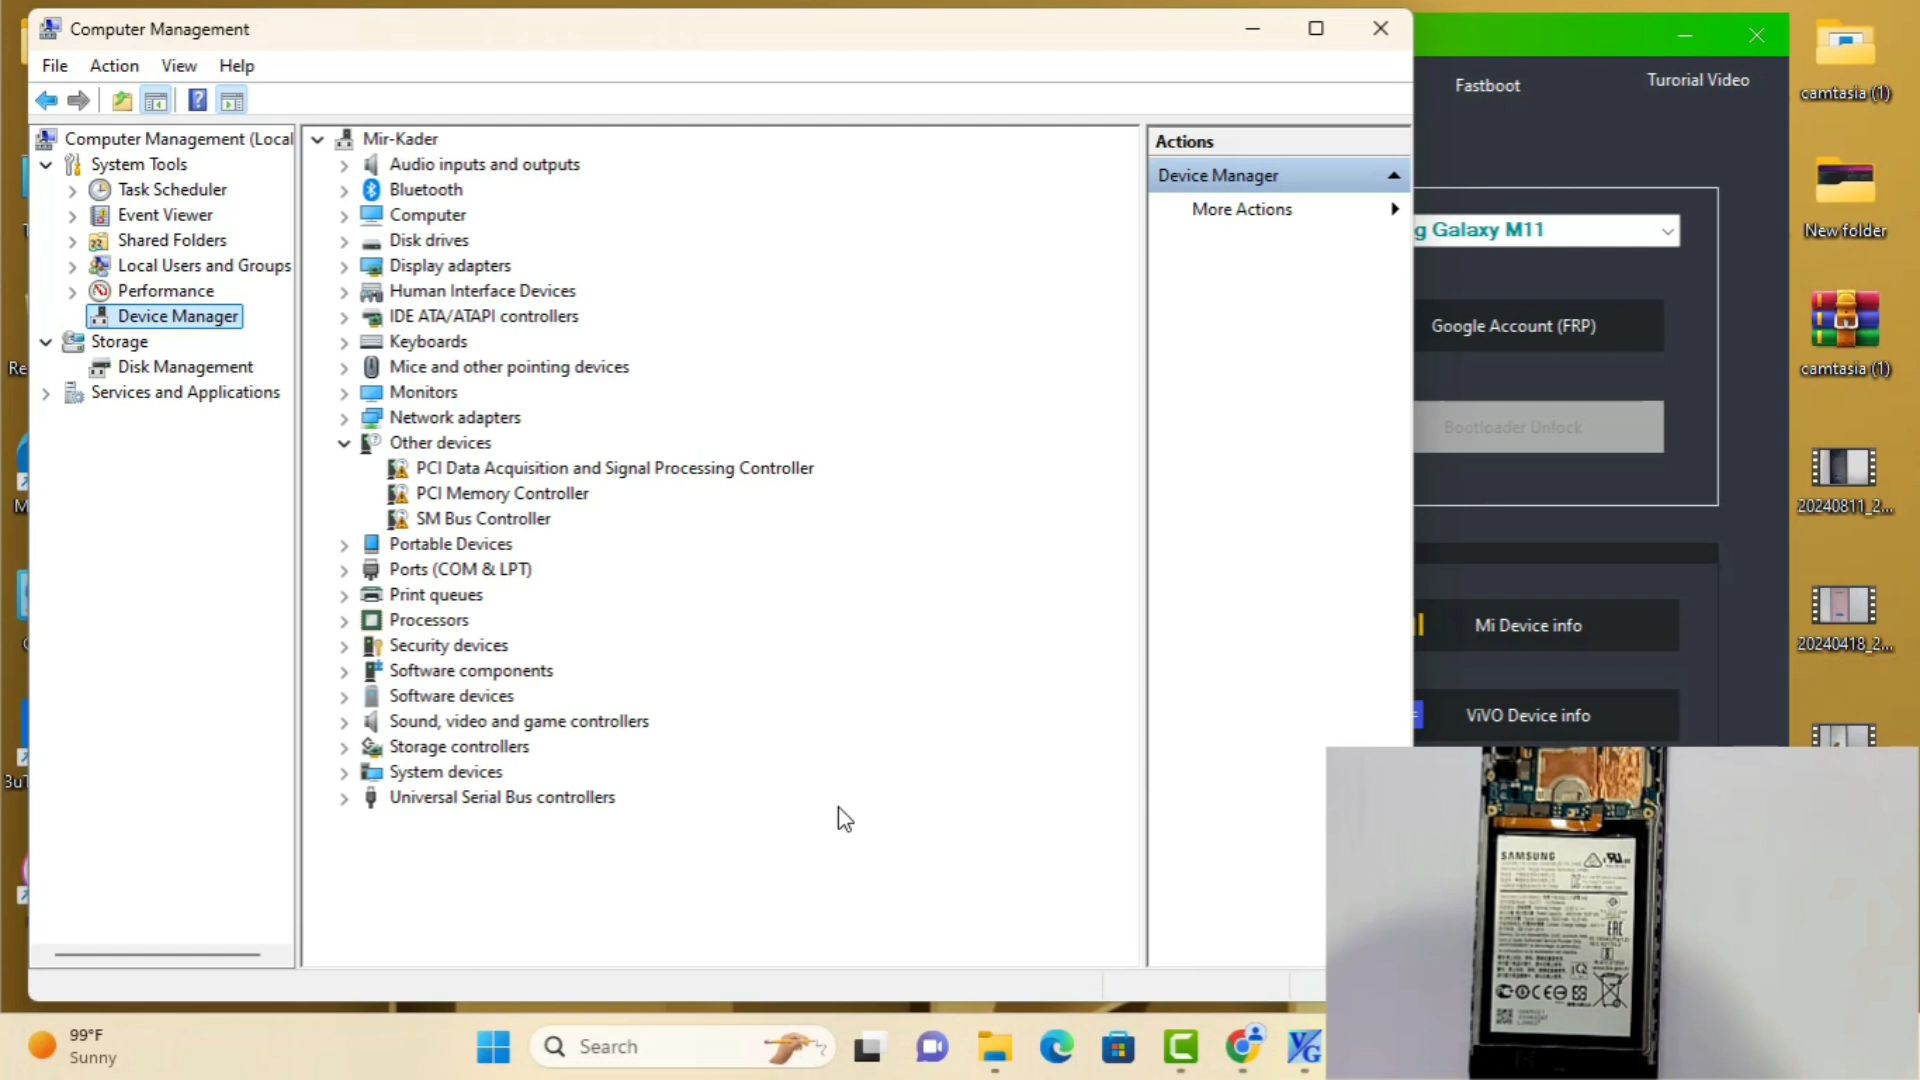 Computer Management
File Action View Help
Computer Management (Local
System Tools
Task Scheduler
Event Viewer
Shared Folders
Local Users and Groups
Performance
Device Manager
Storage
Disk Management
Services and Applications
Mir-Kader
Audio inputs and outputs
Bluetooth
Computer
Disk drives
Display adapters
Human Interface Devices
IDE ATA/ATAPI controllers
Keyboards
Mice and other pointing devices
Monitors
Network adapters
Other devices
PCI Data Acquisition and Signal Processing Controller
PCI Memory Controller
SM Bus Controller
Portable Devices
Ports (COM & LPT)
Print queues
Processors
Security devices
Software components
Software devices
Sound, video and game controllers
Storage controllers
System devices
Universal Serial Bus controllers
Actions
Device Manager
More Actions
Fastboot
Turorial Video
g Galaxy M11
Google Account (FRP)
Bootloader Unlock
Mi Device info
ViVO Device info
camtasia (1)
New folder
camtasia (1)
20240811_2...
20240418_2...
Re
M
3uT
SAMSUNG
EAC
99°F
Sunny
Search